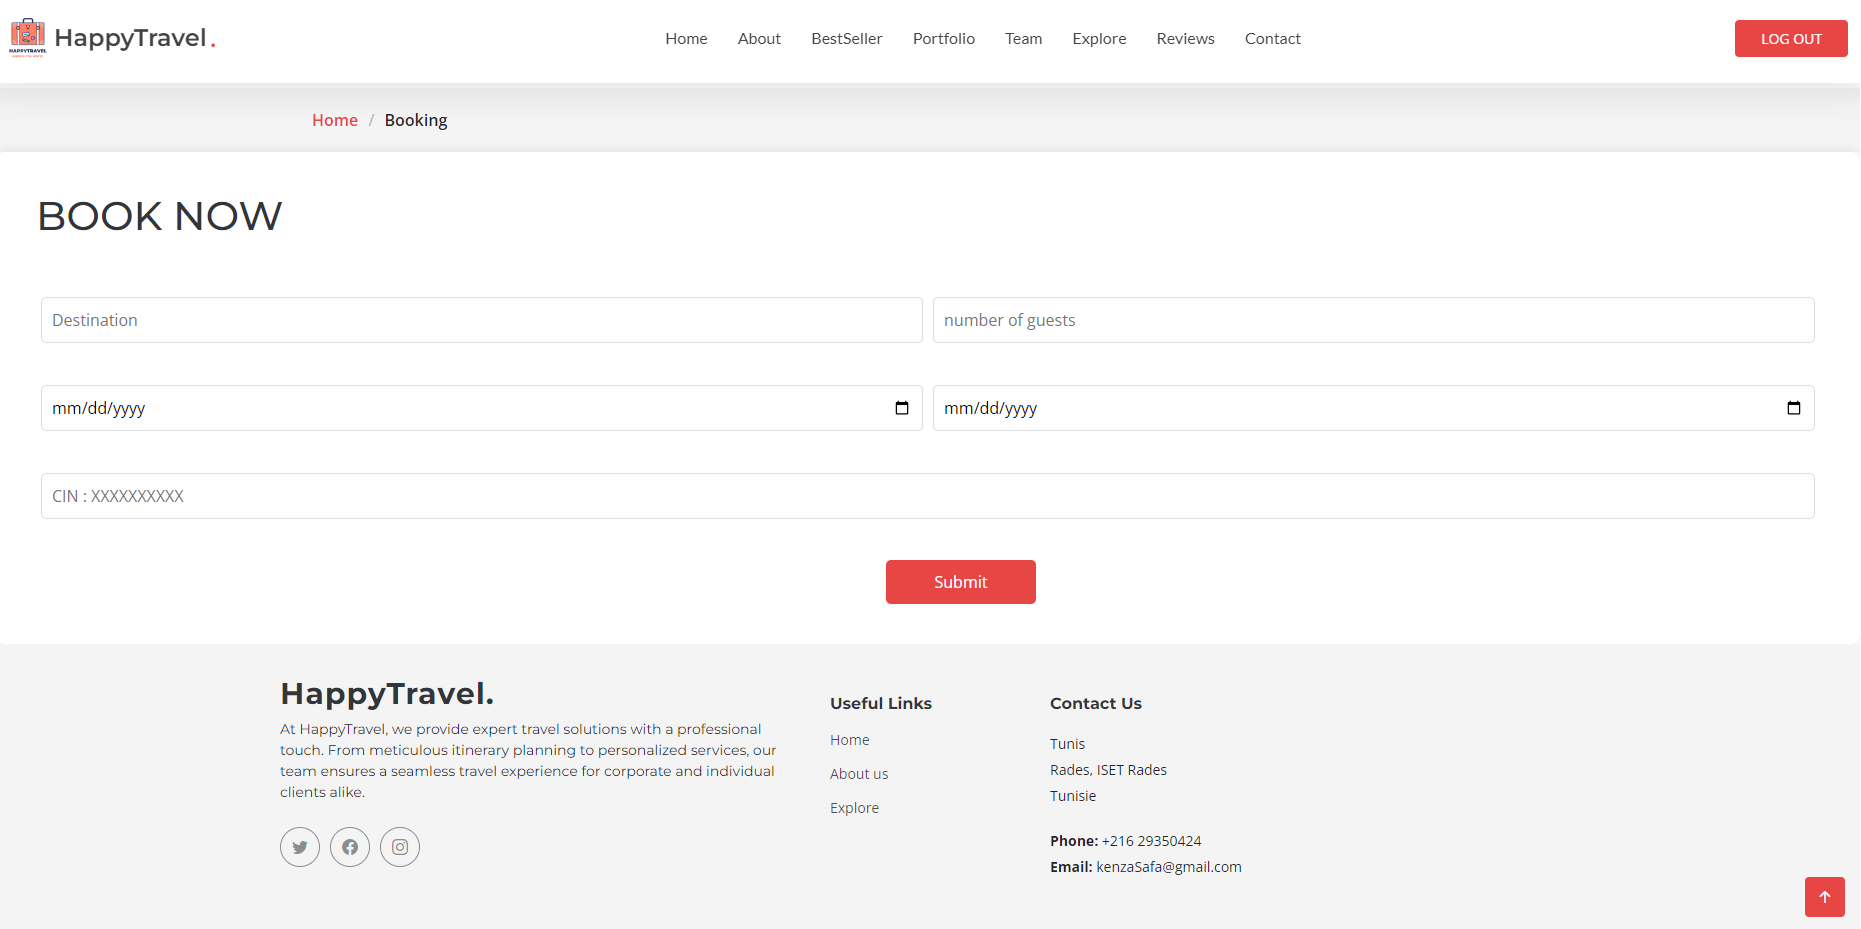 HAPPYTRAVEL
HappyTravel.
Home About BestSeller Portfolio Team Explore Reviews Contact
LOG OUT
Home / Booking
BOOK NOW
Destination
number of guests
mm/dd/yyyy
mm/dd/yyyy
CIN : XXXXXXXXXX
Submit
HappyTravel.
At HappyTravel, we provide expert travel solutions with a professional
touch. From meticulous itinerary planning to personalized services, our
team ensures a seamless travel experience for corporate and individual
clients alike.
Useful Links
Home
About us
Explore
Contact Us
Tunis
Rades, ISET Rades
Tunisie
Phone: +216 29350424
Email: kenzaSafa@gmail.com